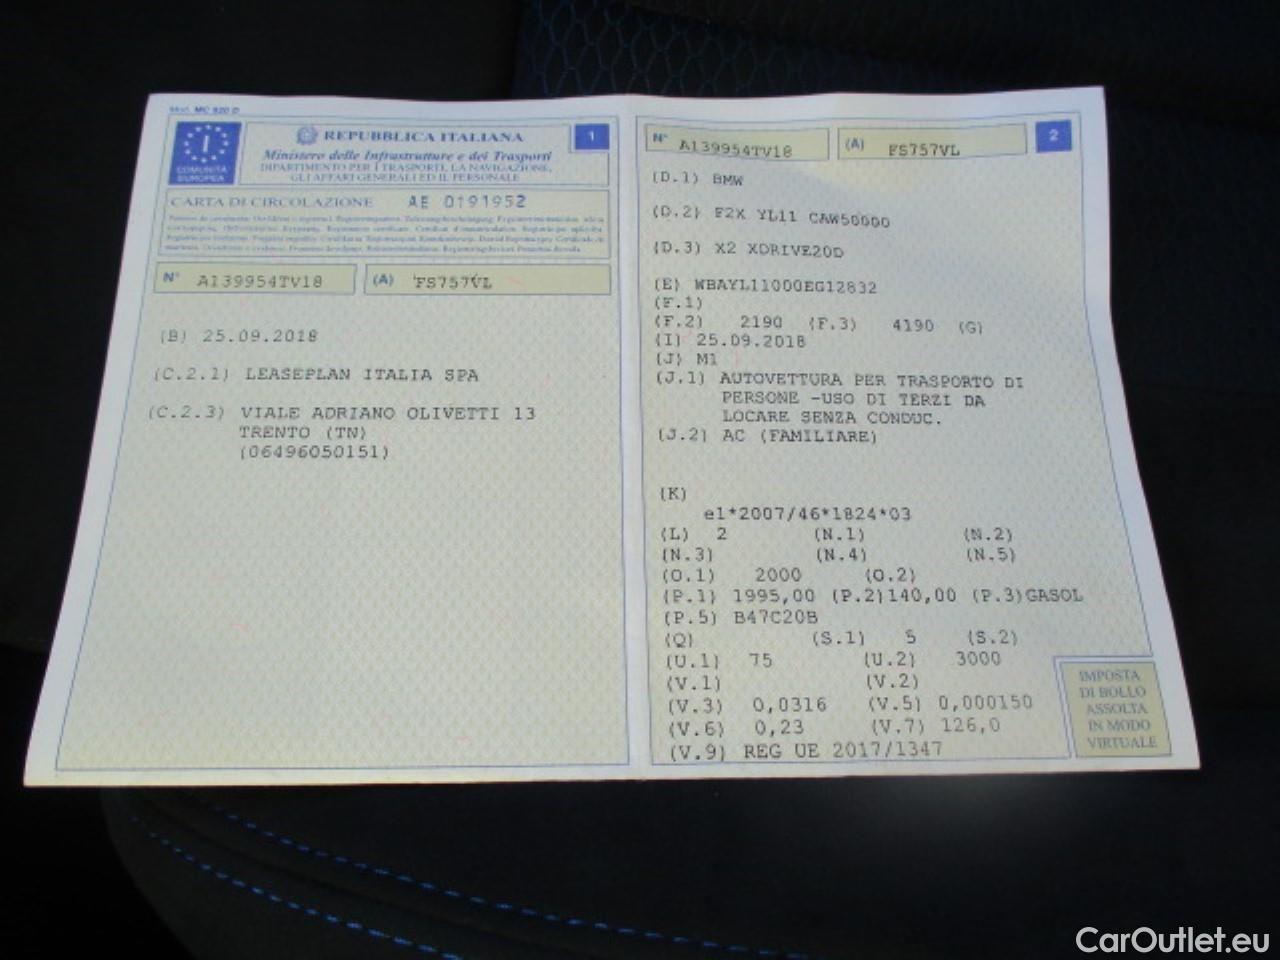 Mod. MC 820 D
I
COMUNITÀ
EUROPEA
REPUBBLICA ITALIANA
Ministero delle Infrastrutture e dei Trasporti
DIPARTIMENTO PER I TRASPORTI, LA NAVIGAZIONE,
GLI AFFARI GENERALI ED IL PERSONALE
1
CARTA DI CIRCOLAZIONE AE 0191952
N° A139954TV18 (A) FS757VL
(B) 25.09.2018
(C.2.1) LEASEPLAN ITALIA SPA
(C.2.3) VIALE ADRIANO OLIVETTI 13
TRENTO (TN)
(06496050151)
N° A139954TV18 (A) FS757VL
2
(D.1) BMW
(D.2) F2X YL11 CAW50000
(D.3) X2 XDRIVE20D
(E) WBAYL11000EG12832
(F.1)
(F.2) 2190 (F.3) 4190 (G)
(I) 25.09.2018
(J) M1
(J.1) AUTOVETTURA PER TRASPORTO DI
PERSONE -USO DI TERZI DA
LOCARE SENZA CONDUC.
(J.2) AC (FAMILIARE)
(K)
e1*2007/46*1824*03
(L) 2 (N.1) (N.2)
(N.3) (N.4) (N.5)
(O.1) 2000 (O.2)
(P.1) 1995,00 (P.2)140,00 (P.3)GASOL
(P.5) B47C20B
(Q) (S.1) 5 (S.2)
(U.1) 75 (U.2) 3000
(V.1) (V.2)
(V.3) 0,0316 (V.5) 0,000150
(V.6) 0,23 (V.7) 126,0
(V.9) REG UE 2017/1347
IMPOSTA
DI BOLLO
ASSOLTA
IN MODO
VIRTUALE
CarOutlet.eu